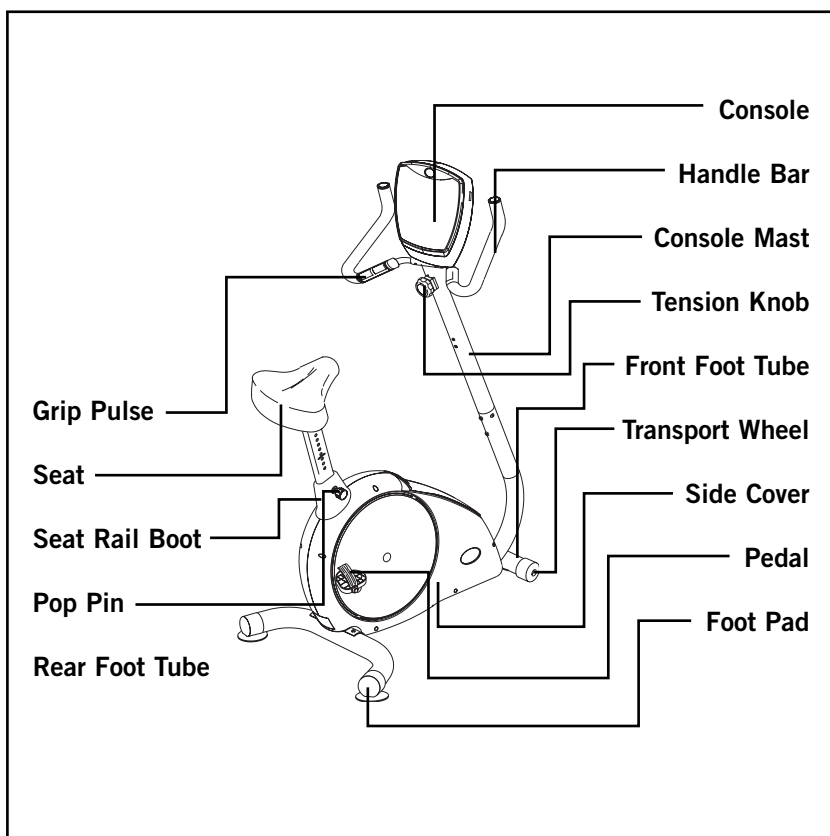 Console
Handle Bar
Console Mast
Tension Knob
Front Foot Tube
Transport Wheel
Side Cover
Pedal
Foot Pad
Grip Pulse
Seat
Seat Rail Boot
Pop Pin
Rear Foot Tube